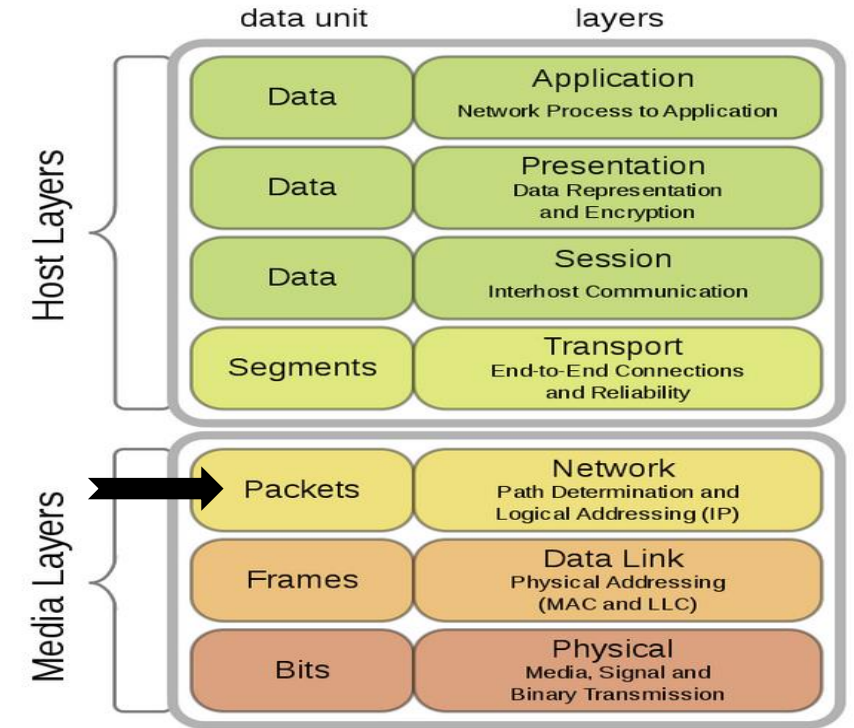 data unit layers
Host Layers
Data
Application
Network Process to Application
Data
Presentation
Data Representation
and Encryption
Data
Session
Interhost Communication
Segments
Transport
End-to-End Connections
and Reliability
Media Layers
Packets
Network
Path Determination and
Logical Addressing (IP)
Frames
Data Link
Physical Addressing
(MAC and LLC)
Bits
Physical
Media, Signal and
Binary Transmission